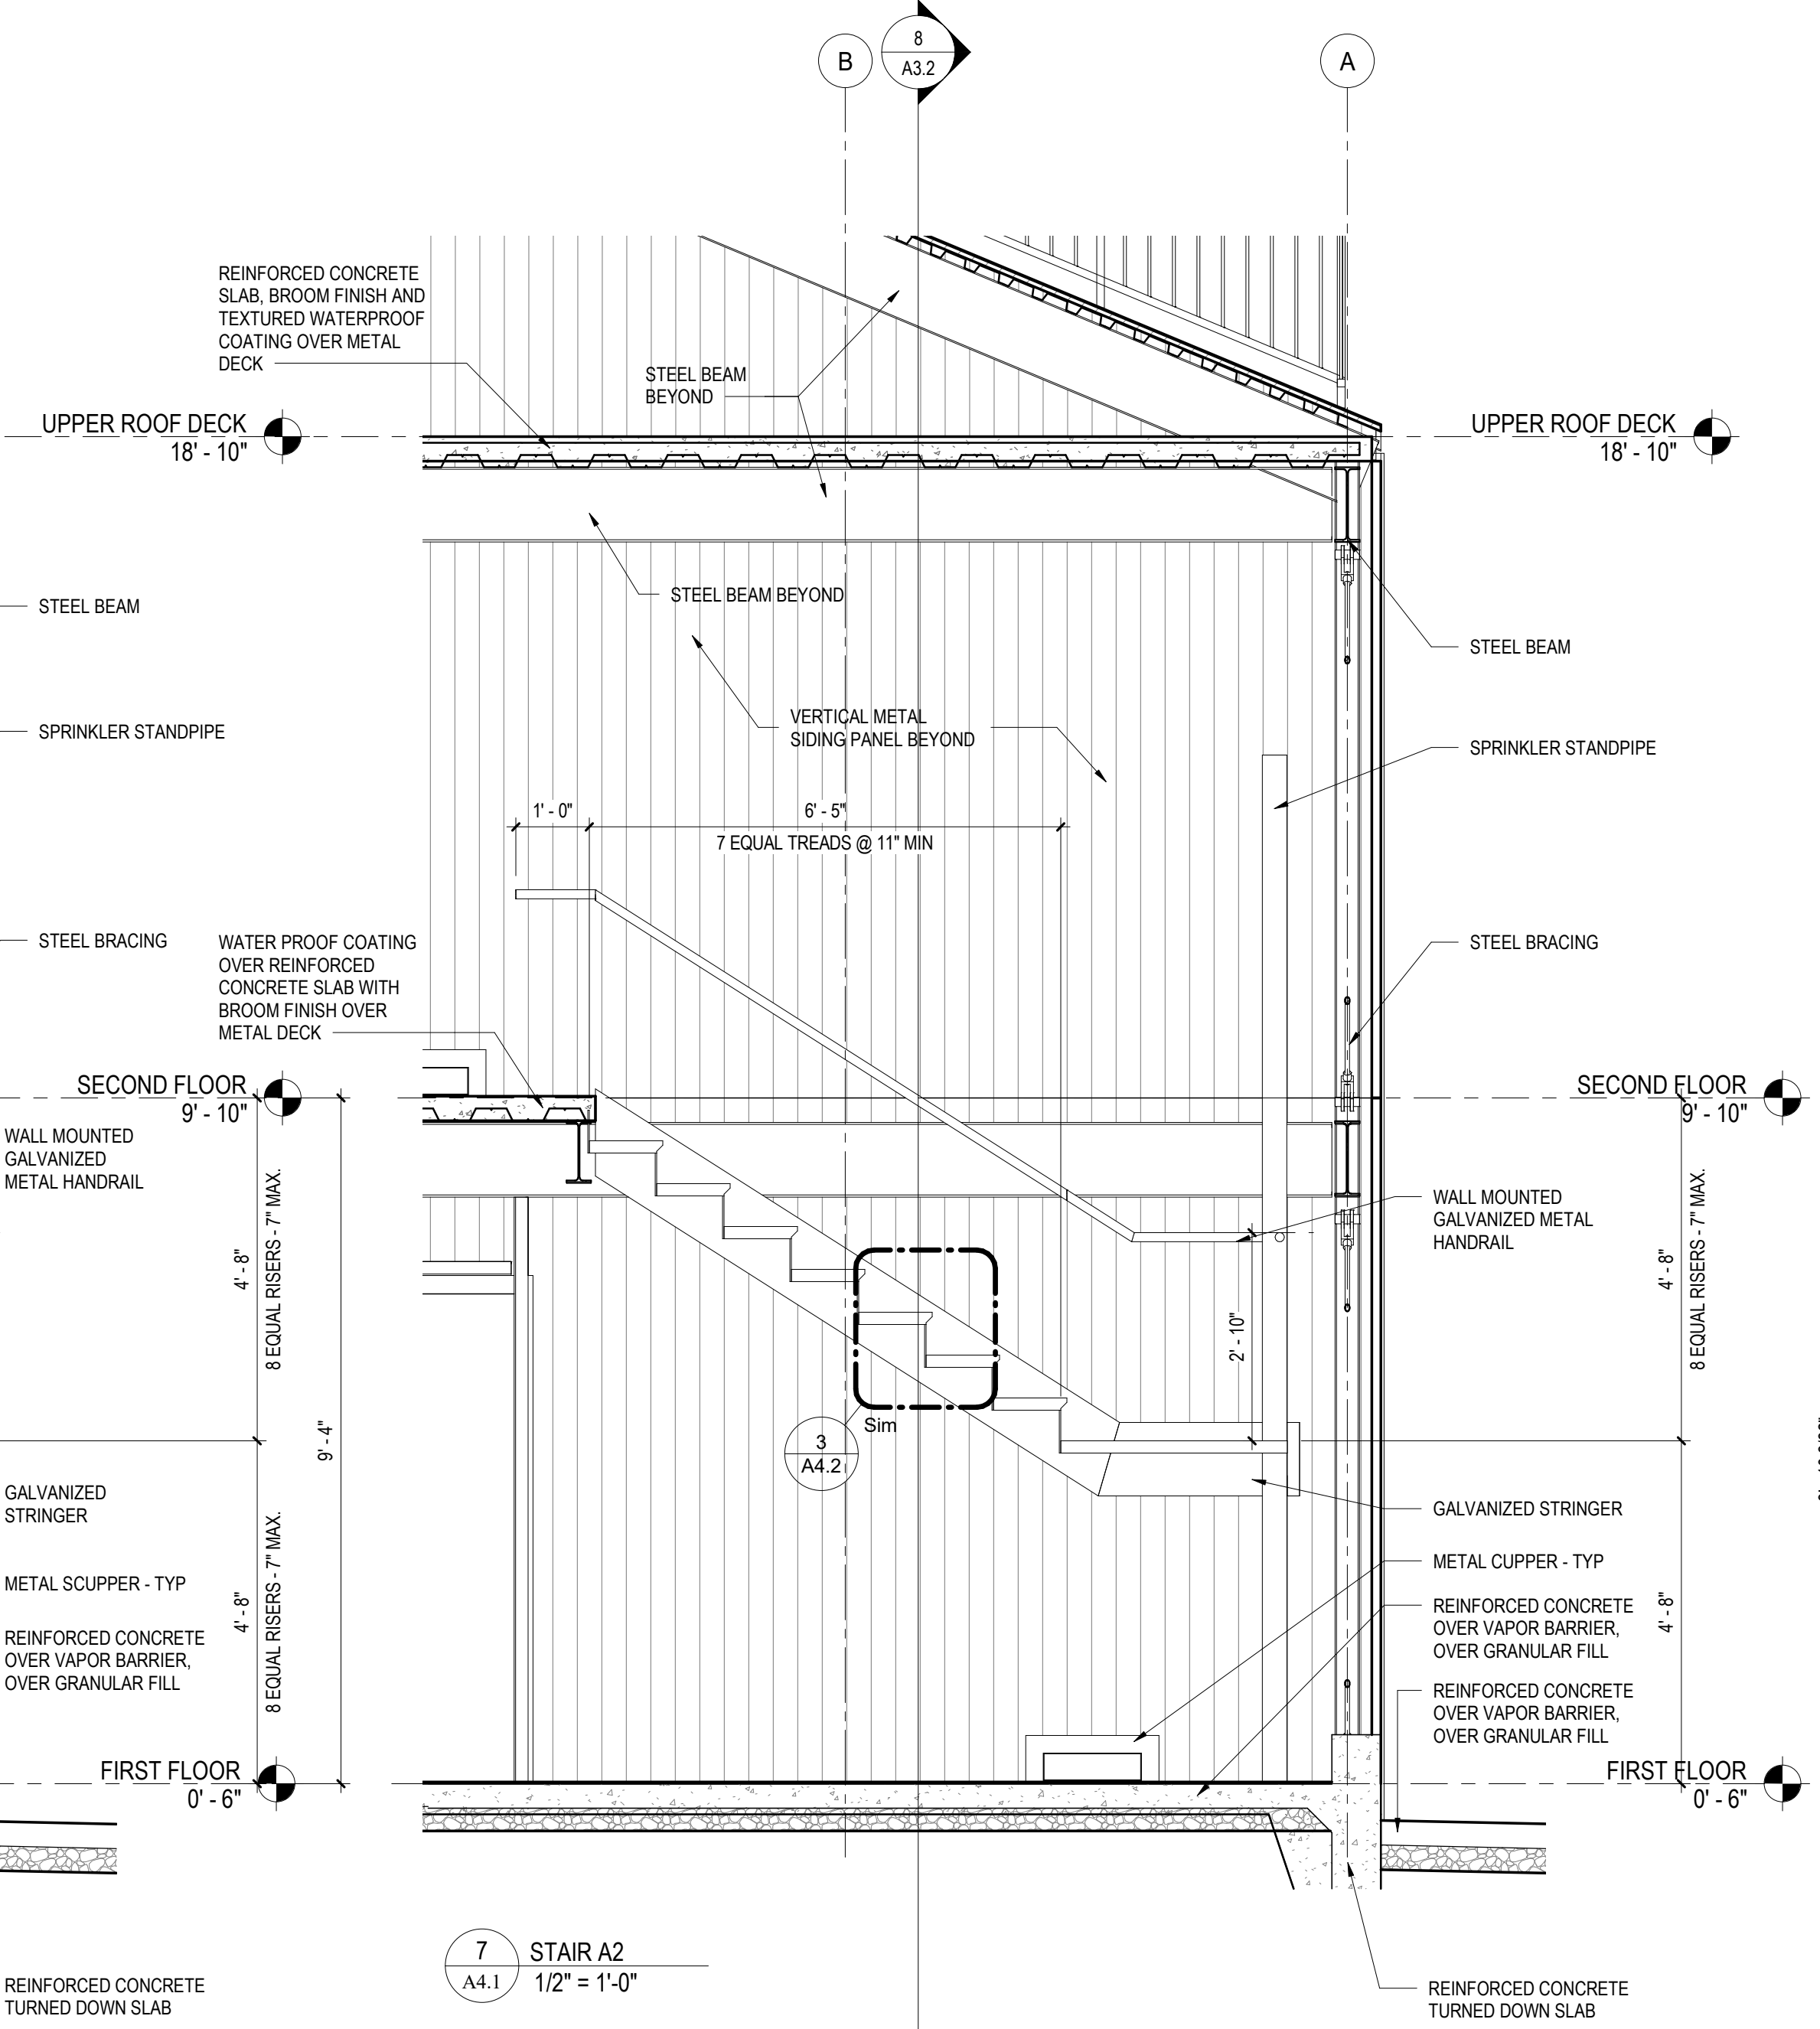 B
8
A3.2
A
REINFORCED CONCRETE
SLAB, BROOM FINISH AND
TEXTURED WATERPROOF
COATING OVER METAL
DECK
STEEL BEAM
BEYOND
UPPER ROOF DECK
18' - 10"
UPPER ROOF DECK
18' - 10"
STEEL BEAM
STEEL BEAM BEYOND
STEEL BEAM
VERTICAL METAL
SIDING PANEL BEYOND
SPRINKLER STANDPIPE
SPRINKLER STANDPIPE
1' - 0"
6' - 5"
7 EQUAL TREADS @ 11" MIN
STEEL BRACING
WATER PROOF COATING
OVER REINFORCED
CONCRETE SLAB WITH
BROOM FINISH OVER
METAL DECK
STEEL BRACING
SECOND FLOOR
9' - 10"
SECOND FLOOR
9' - 10"
WALL MOUNTED
GALVANIZED
METAL HANDRAIL
WALL MOUNTED
GALVANIZED METAL
HANDRAIL
4' - 8"
8 EQUAL RISERS - 7" MAX.
9' - 4"
2' - 10"
4' - 8"
8 EQUAL RISERS - 7" MAX.
Sim
3
A4.2
GALVANIZED
STRINGER
GALVANIZED STRINGER
METAL SCUPPER - TYP
METAL CUPPER - TYP
4' - 8"
8 EQUAL RISERS - 7" MAX.
4' - 8"
REINFORCED CONCRETE
OVER VAPOR BARRIER,
OVER GRANULAR FILL
REINFORCED CONCRETE
OVER VAPOR BARRIER,
OVER GRANULAR FILL
REINFORCED CONCRETE
OVER VAPOR BARRIER,
OVER GRANULAR FILL
FIRST FLOOR
0' - 6"
FIRST FLOOR
0' - 6"
7
A4.1
STAIR A2
1/2" = 1'-0"
REINFORCED CONCRETE
TURNED DOWN SLAB
REINFORCED CONCRETE
TURNED DOWN SLAB